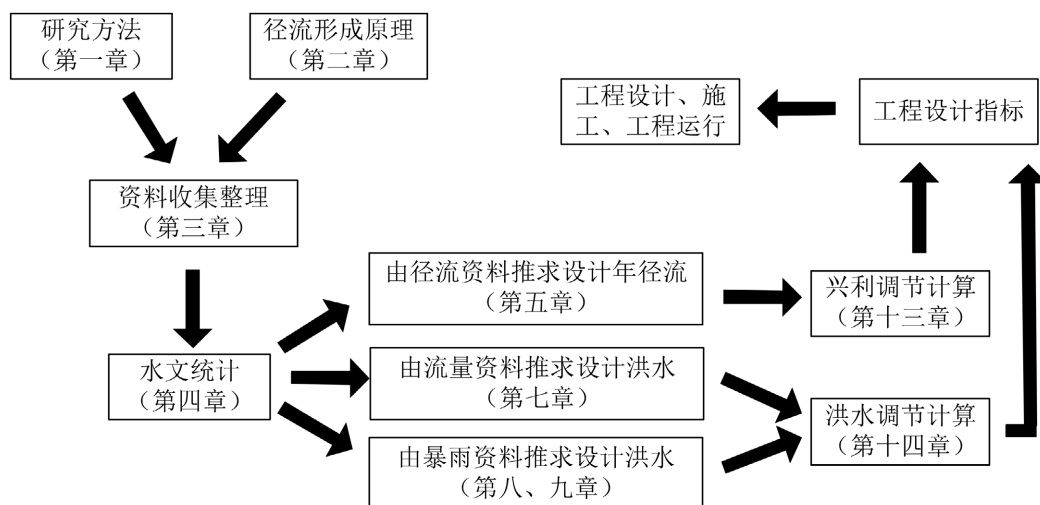 研究方法
（第一章）
径流形成原理
（第二章）
工程设计、施
工、工程运行
工程设计指标
资料收集整理
（第三章）
由径流资料推求设计年径流
（第五章）
兴利调节计算
（第十三章）
水文统计
（第四章）
由流量资料推求设计洪水
（第七章）
洪水调节计算
（第十四章）
由暴雨资料推求设计洪水
（第八、九章）